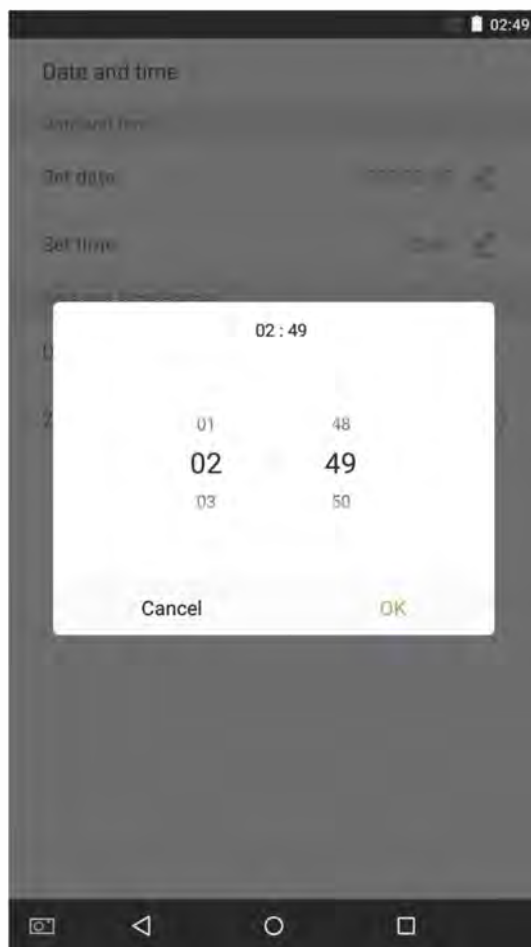 02:49
Date and time
Set date
Set time
02 : 49
01 48
02 49
03 50
Cancel OK